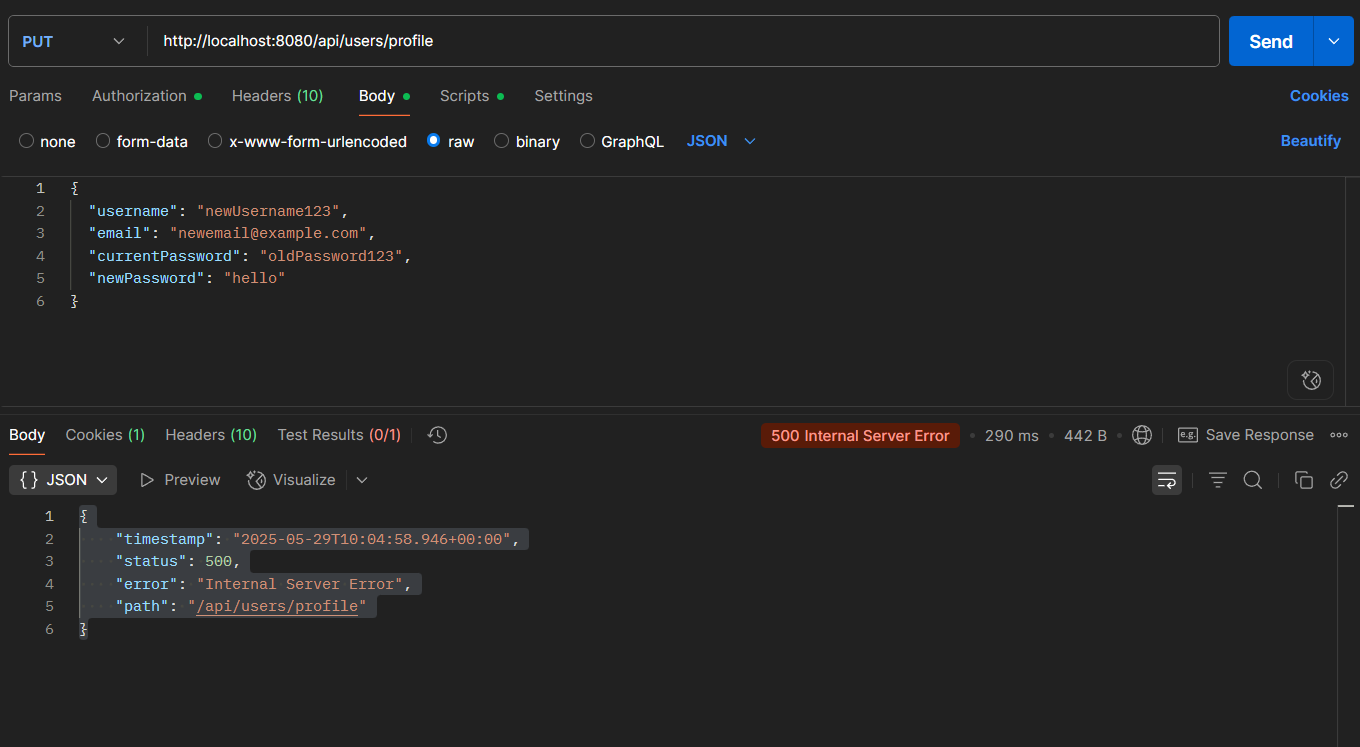 PUT http://localhost:8080/api/users/profile Send
Params Authorization Headers (10) Body Scripts Settings Cookies
none form-data x-www-form-urlencoded raw binary GraphQL JSON Beautify
1 {
2 "username": "newUsername123",
3 "email": "newemail@example.com",
4 "currentPassword": "oldPassword123",
5 "newPassword": "hello"
6 }
Body Cookies (1) Headers (10) Test Results (0/1) 500 Internal Server Error • 290 ms • 442 B • e.g. Save Response
{} JSON Preview Visualize
1 {
2 "timestamp": "2025-05-29T10:04:58.946+00:00",
3 "status": 500,
4 "error": "Internal Server Error",
5 "path": "/api/users/profile"
6 }